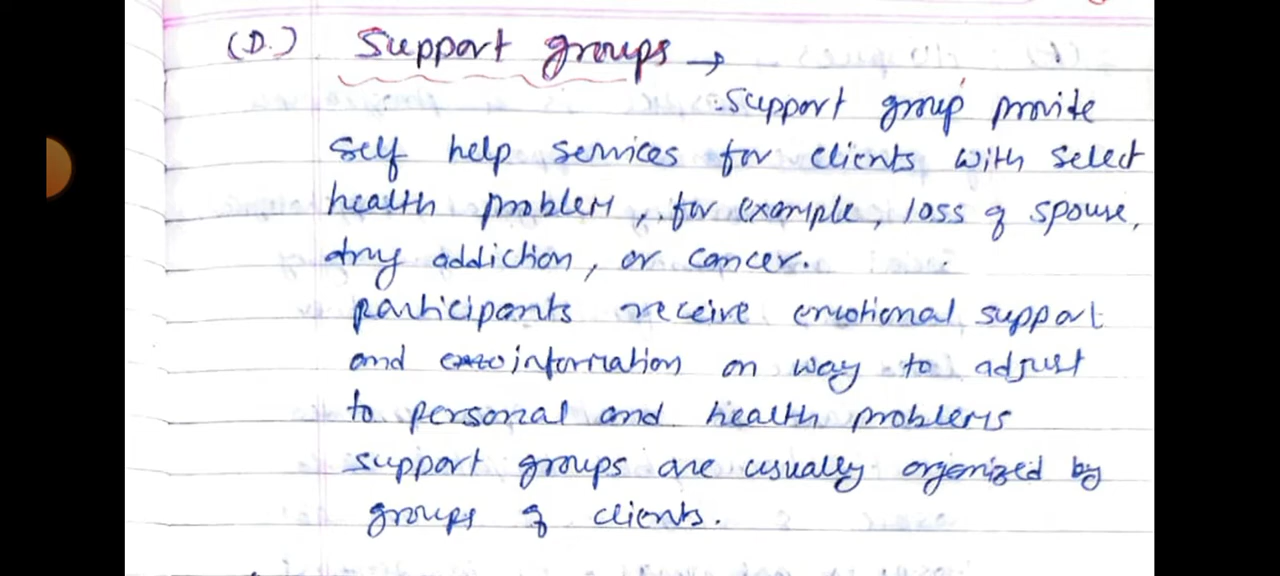 (D.) Support groups →
Support group provide
self help services for clients with select
health problem, for example, loss of spouse,
drug addiction, or cancer.
participants receive emotional support
and information on way to adjust
to personal and health problems
support groups are usually organized by
groups of clients.